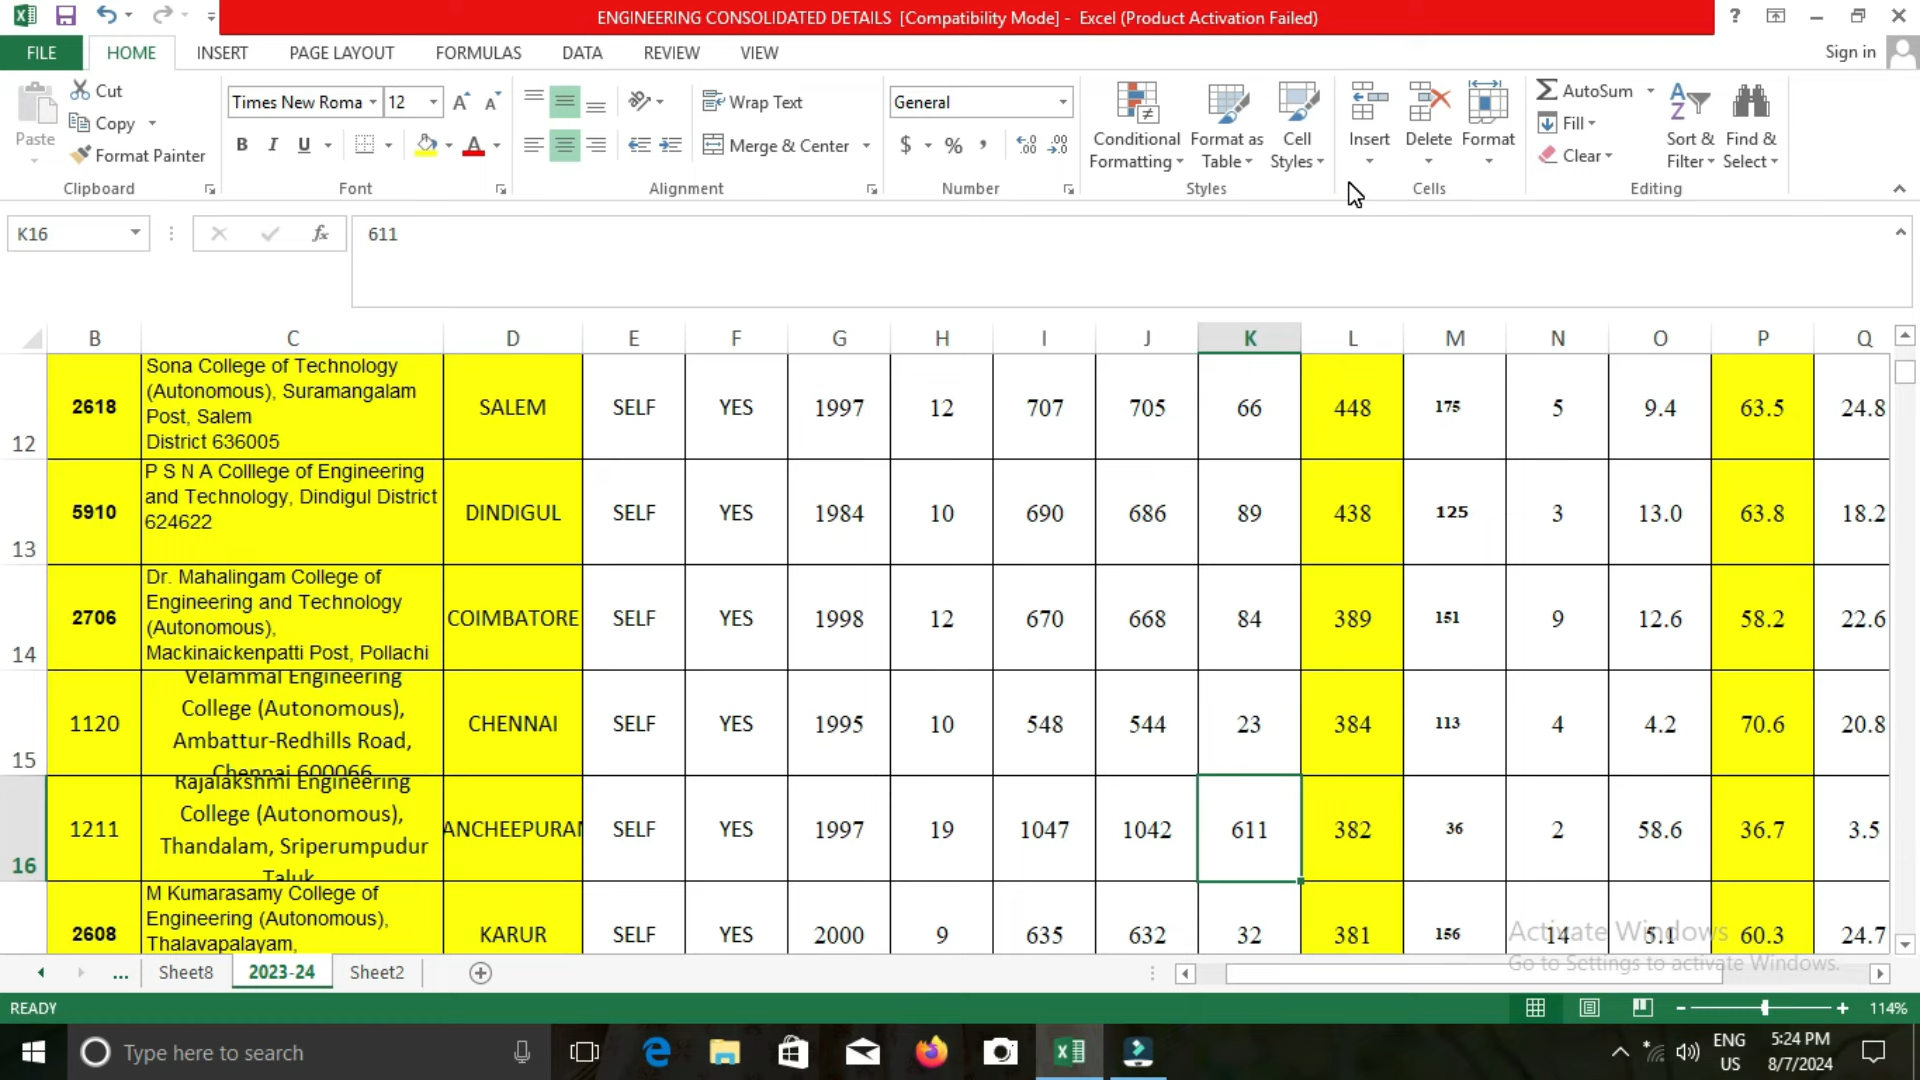 ENGINEERING CONSOLIDATED DETAILS [Compatibility Mode] - Excel (Product Activation Failed)
?
FILE HOME INSERT PAGE LAYOUT FORMULAS DATA REVIEW VIEW Sign in
Paste
Cut
Copy
Format Painter
Clipboard
Times New Roma 12
B I U
Font
Wrap Text
Merge & Center
Alignment
General
$ % ,
Number
Conditional Formatting
Format as Table
Cell Styles
Styles
Insert Delete Format
Cells
AutoSum
Fill
Clear
Sort & Filter
Find & Select
Editing
K16 fx 611
B C D E F G H I J K L M N O P Q
12 2618 Sona College of Technology
(Autonomous), Suramangalam
Post, Salem
District 636005
SALEM SELF YES 1997 12 707 705 66 448 175 5 9.4 63.5 24.8
13 5910 P S N A Colllege of Engineering
and Technology, Dindigul District
624622
DINDIGUL SELF YES 1984 10 690 686 89 438 125 3 13.0 63.8 18.2
14 2706 Dr. Mahalingam College of
Engineering and Technology
(Autonomous),
Mackinaickenpatti Post, Pollachi
COIMBATORE SELF YES 1998 12 670 668 84 389 151 9 12.6 58.2 22.6
15 1120 Velammal Engineering
College (Autonomous),
Ambattur-Redhills Road,
Chennai 600066
CHENNAI SELF YES 1995 10 548 544 23 384 113 4 4.2 70.6 20.8
16 1211 Rajalakshmi Engineering
College (Autonomous),
Thandalam, Sriperumpudur
Taluk
ANCHEEPURAM SELF YES 1997 19 1047 1042 611 382 36 2 58.6 36.7 3.5
2608 M Kumarasamy College of
Engineering (Autonomous),
Thalavapalayam,
KARUR SELF YES 2000 9 635 632 32 381 156 14 5.1 60.3 24.7
Activate Windows
Go to Settings to activate Windows.
... Sheet8 2023-24 Sheet2
READY 114%
Type here to search
ENG
US
5:24 PM
8/7/2024